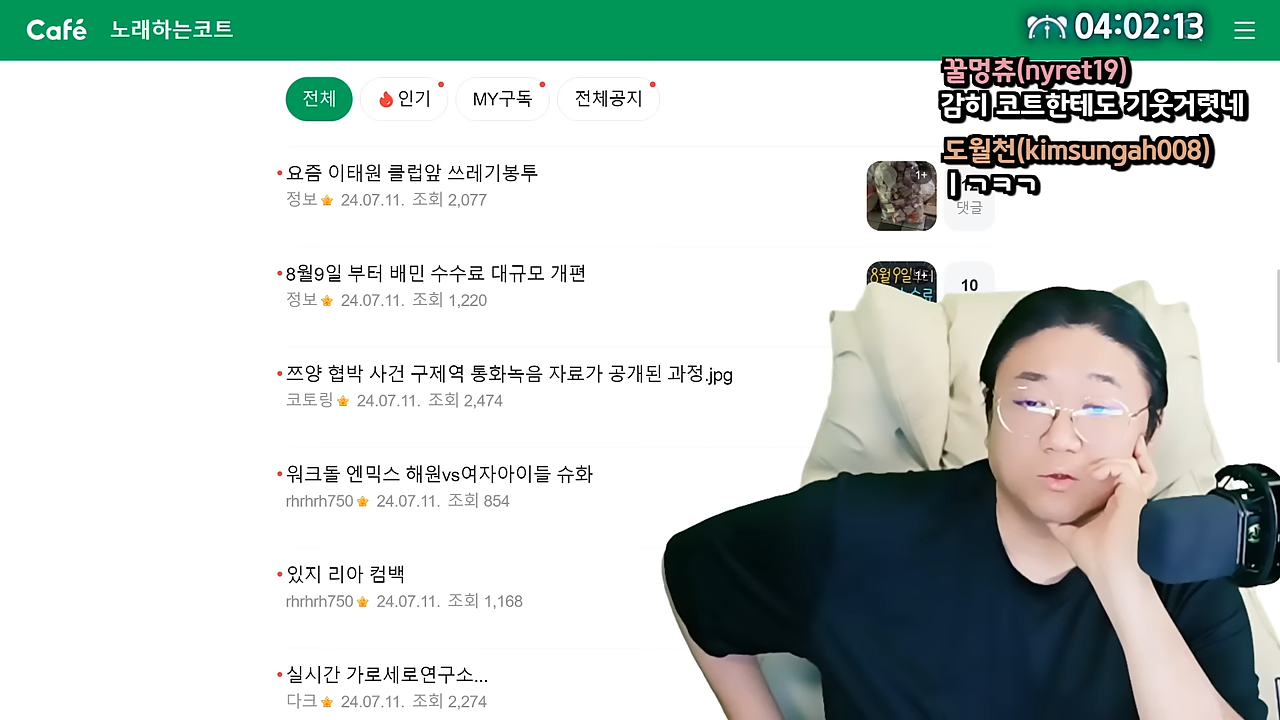 Café 노래하는코트
04:02:13
전체 인기 MY구독 전체공지
꿀멍츄(nyret19)
감히 코트한테도 기웃거렸네
도월천(kimsungah008)
ㅣㄱㅋㄱ
요즘 이태원 클럽앞 쓰레기봉투
정보 24.07.11. 조회 2,077
1+
댓글
8월9일 부터 배민 수수료 대규모 개편
정보 24.07.11. 조회 1,220
8월9일부터
1+
10
쯔양 협박 사건 구제역 통화녹음 자료가 공개된 과정.jpg
코토링 24.07.11. 조회 2,474
워크돌 엔믹스 해원vs여자아이들 슈화
rhrhrh750 24.07.11. 조회 854
있지 리아 컴백
rhrhrh750 24.07.11. 조회 1,168
실시간 가로세로연구소...
다크 24.07.11. 조회 2,274